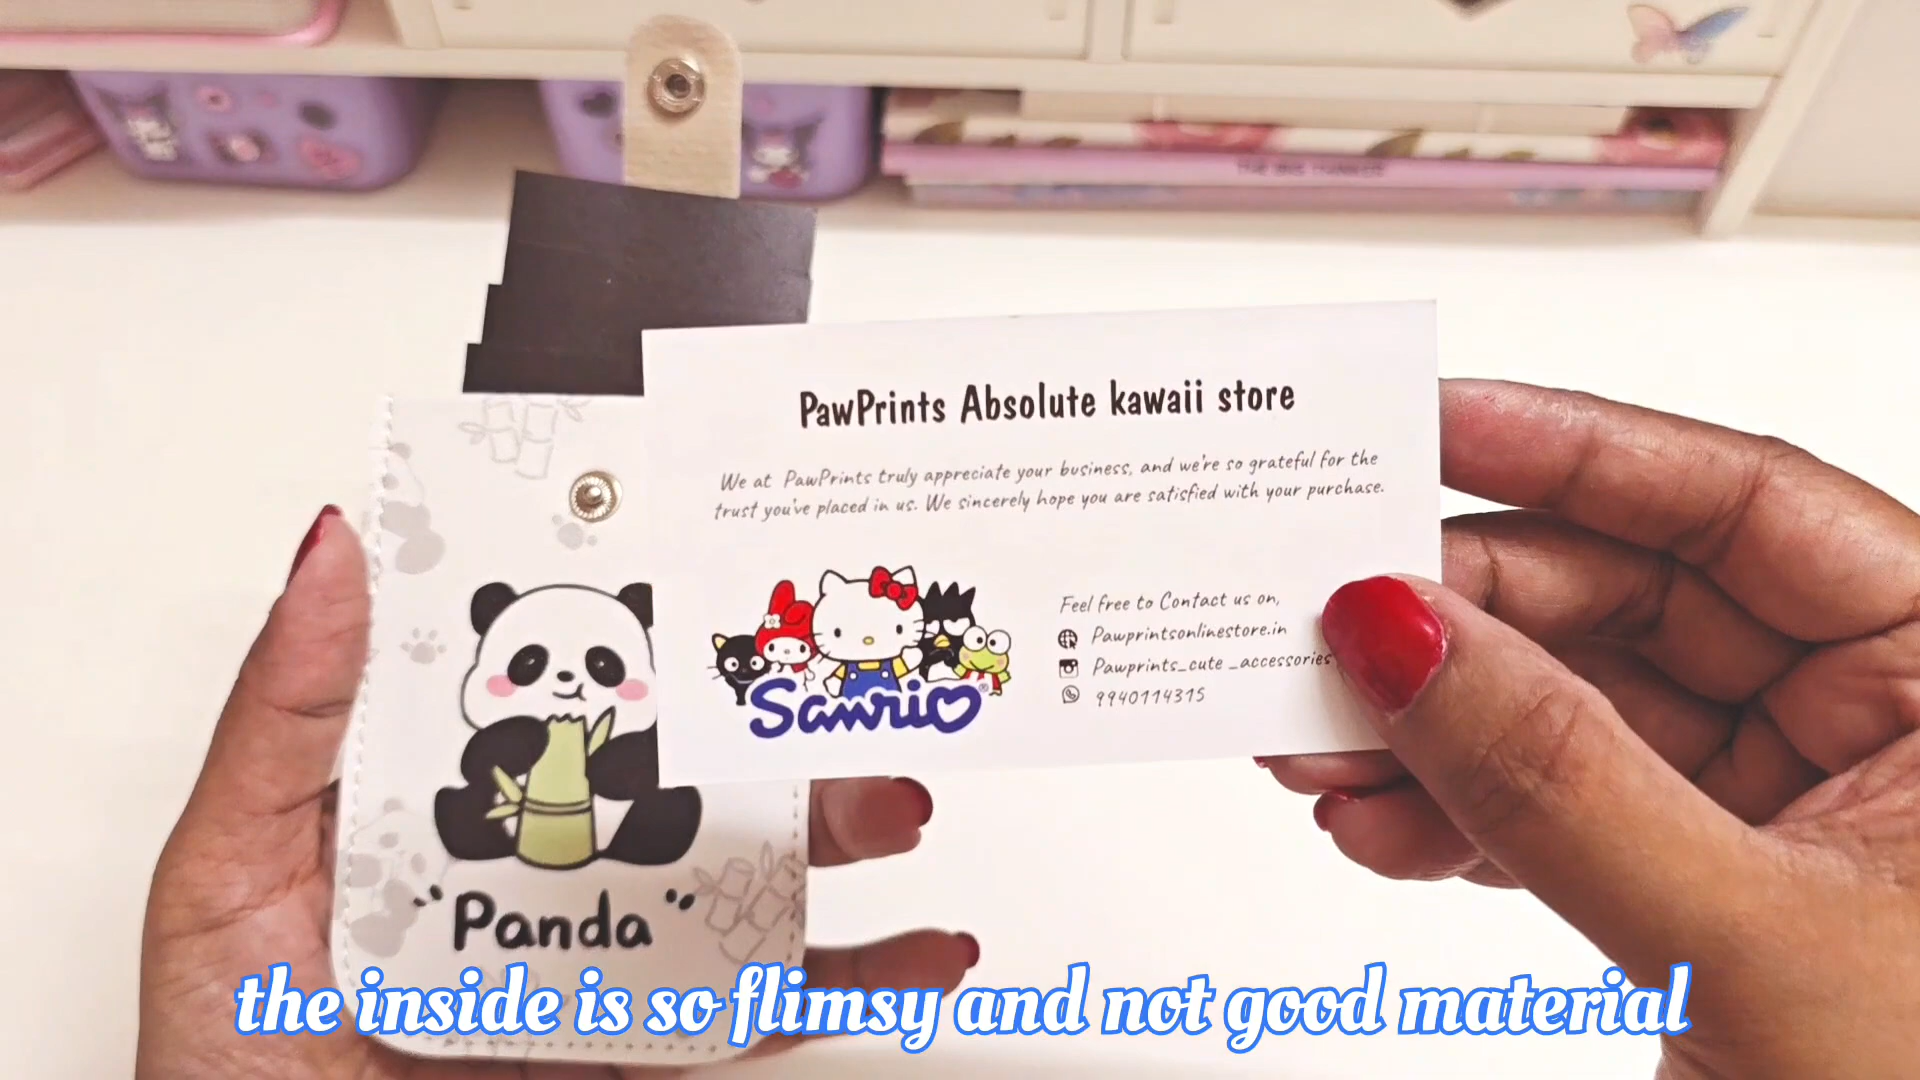 PawPrints Absolute kawaii store
We at PawPrints truly appreciate your business, and we're so grateful for the
trust you've placed in us. We sincerely hope you are satisfied with your purchase.
Sanrio®
Feel free to Contact us on,
Pawprintsonlinestore.in
Pawprints_cute _accessories
9940114315
"Panda"
the inside is so flimsy and not good material